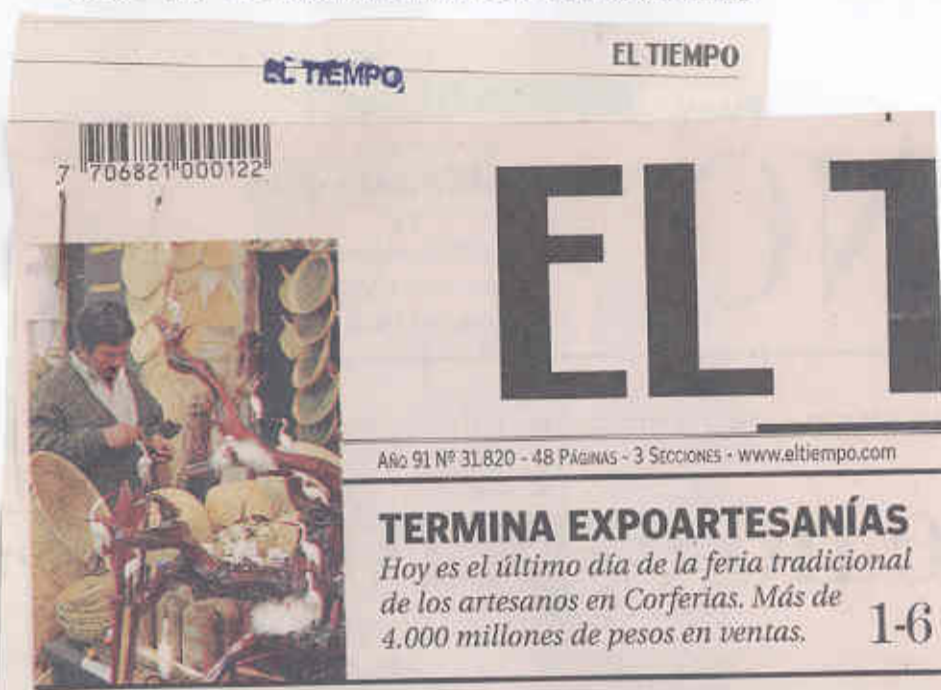 EL TIEMPO
EL TIEMPO
7 706821 000122
EL T
AÑO 91 Nº 31.820 - 48 PÁGINAS - 3 SECCIONES - www.eltiempo.com
TERMINA EXPOARTESANÍAS
Hoy es el último día de la feria tradicional
de los artesanos en Corferias. Más de
4.000 millones de pesos en ventas. 1-6